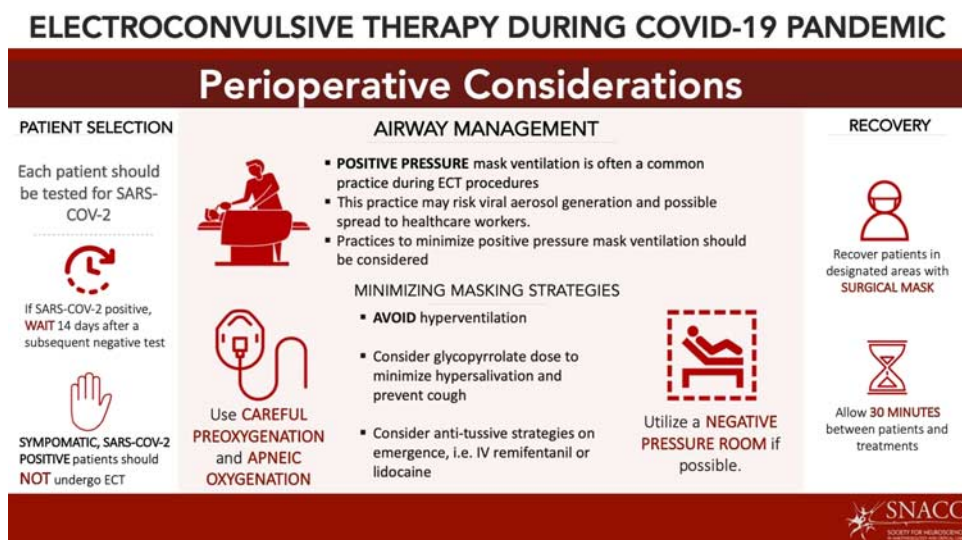 ELECTROCONVULSIVE THERAPY DURING COVID-19 PANDEMIC
Perioperative Considerations
PATIENT SELECTION
Each patient should
be tested for SARS-
COV-2
If SARS-COV-2 positive,
WAIT 14 days after a
subsequent negative test
SYMPOMATIC, SARS-COV-2
POSITIVE patients should
NOT undergo ECT
AIRWAY MANAGEMENT
▪ POSITIVE PRESSURE mask ventilation is often a common
practice during ECT procedures
▪ This practice may risk viral aerosol generation and possible
spread to healthcare workers.
▪ Practices to minimize positive pressure mask ventilation should
be considered
MINIMIZING MASKING STRATEGIES
Use CAREFUL
PREOXYGENATION
and APNEIC
OXYGENATION
▪ AVOID hyperventilation
▪ Consider glycopyrrolate dose to
minimize hypersalivation and
prevent cough
▪ Consider anti-tussive strategies on
emergence, i.e. IV remifentanil or
lidocaine
Utilize a NEGATIVE
PRESSURE ROOM if
possible.
RECOVERY
Recover patients in
designated areas with
SURGICAL MASK
Allow 30 MINUTES
between patients and
treatments
SNACC
SOCIETY FOR NEUROSCIENCE